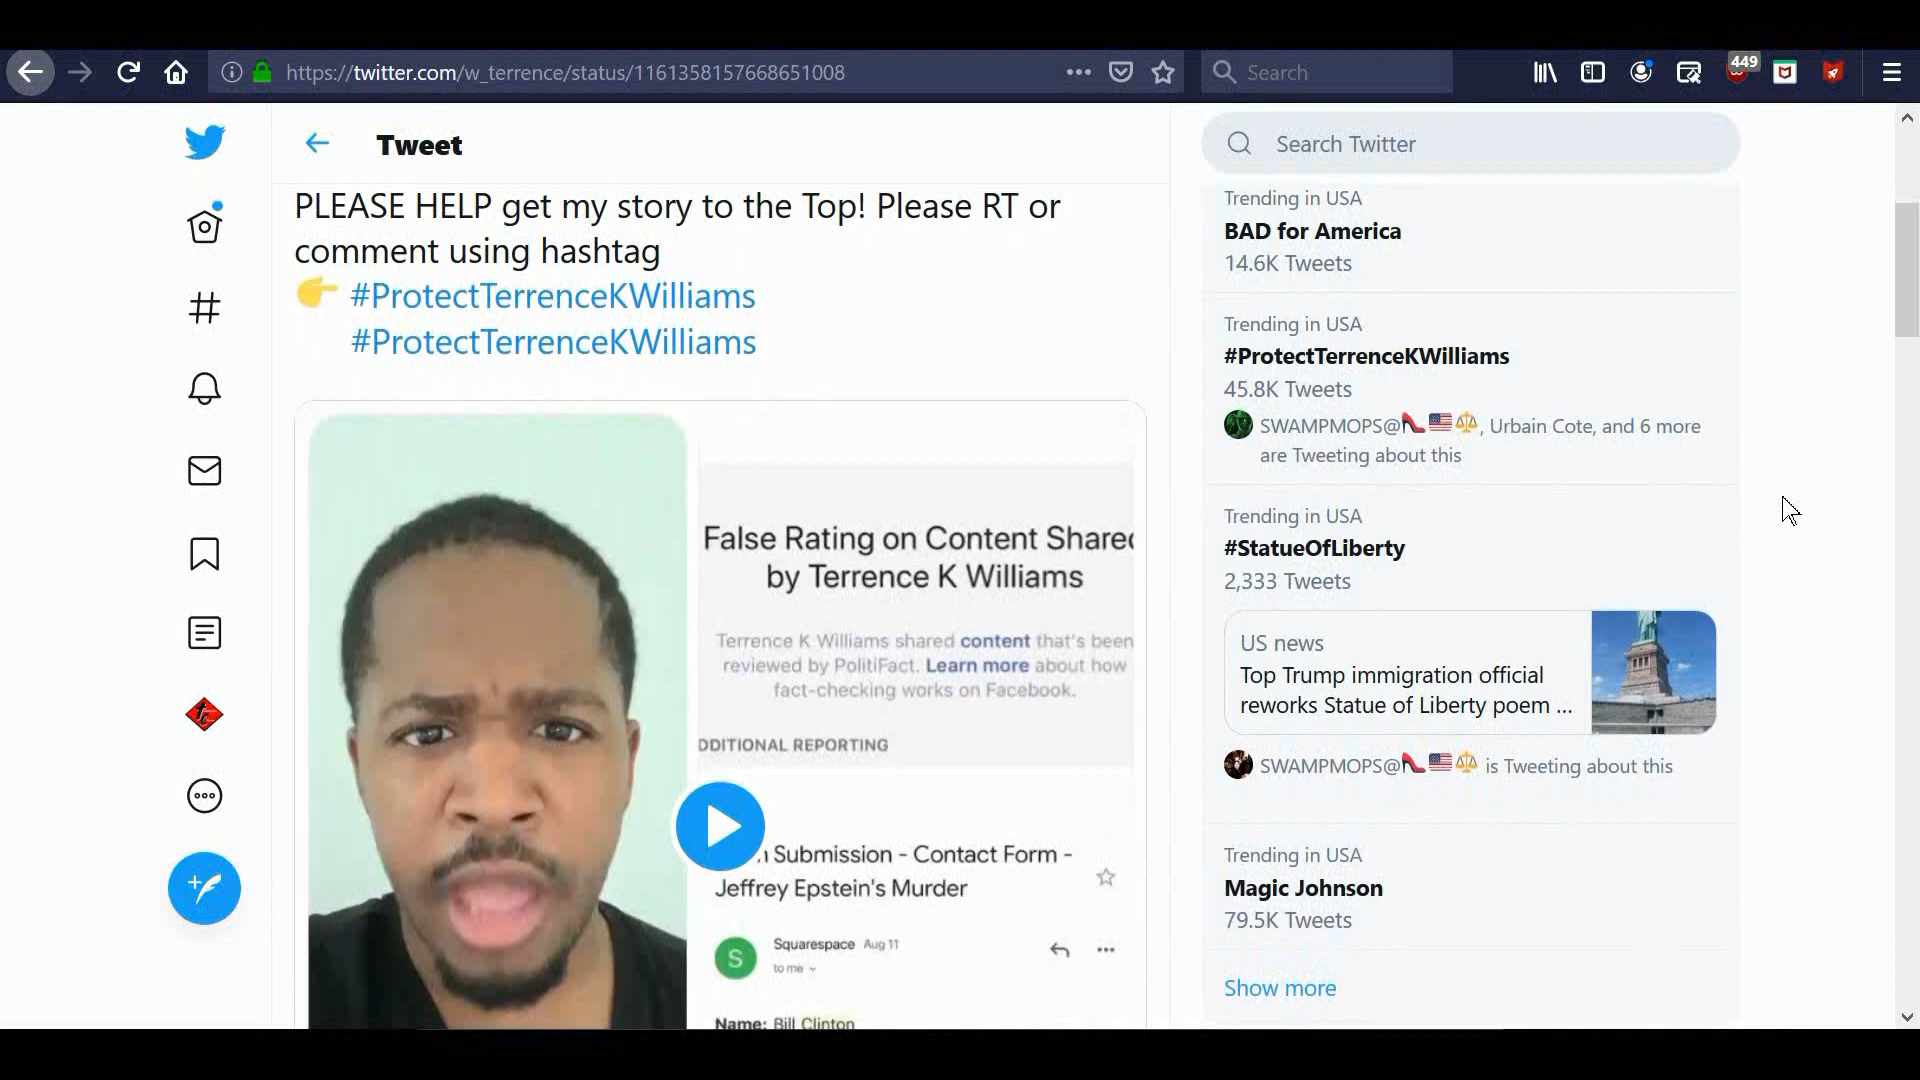 https://twitter.com/w_terrence/status/1161358157668651008
Search
449
Tweet
PLEASE HELP get my story to the Top! Please RT or
comment using hashtag
#ProtectTerrenceKWilliams
#ProtectTerrenceKWilliams
False Rating on Content Shared
by Terrence K Williams
Terrence K Williams shared content that's been
reviewed by PolitiFact. Learn more about how
fact-checking works on Facebook.
DDITIONAL REPORTING
Submission - Contact Form -
Jeffrey Epstein's Murder
S
Squarespace Aug 11
to me
Name: Bill Clinton
Search Twitter
Trending in USA
BAD for America
14.6K Tweets
Trending in USA
#ProtectTerrenceKWilliams
45.8K Tweets
SWAMPMOPS@👠🇺🇸⚖️, Urbain Cote, and 6 more
are Tweeting about this
Trending in USA
#StatueOfLiberty
2,333 Tweets
US news
Top Trump immigration official
reworks Statue of Liberty poem ...
SWAMPMOPS@👠🇺🇸⚖️ is Tweeting about this
Trending in USA
Magic Johnson
79.5K Tweets
Show more